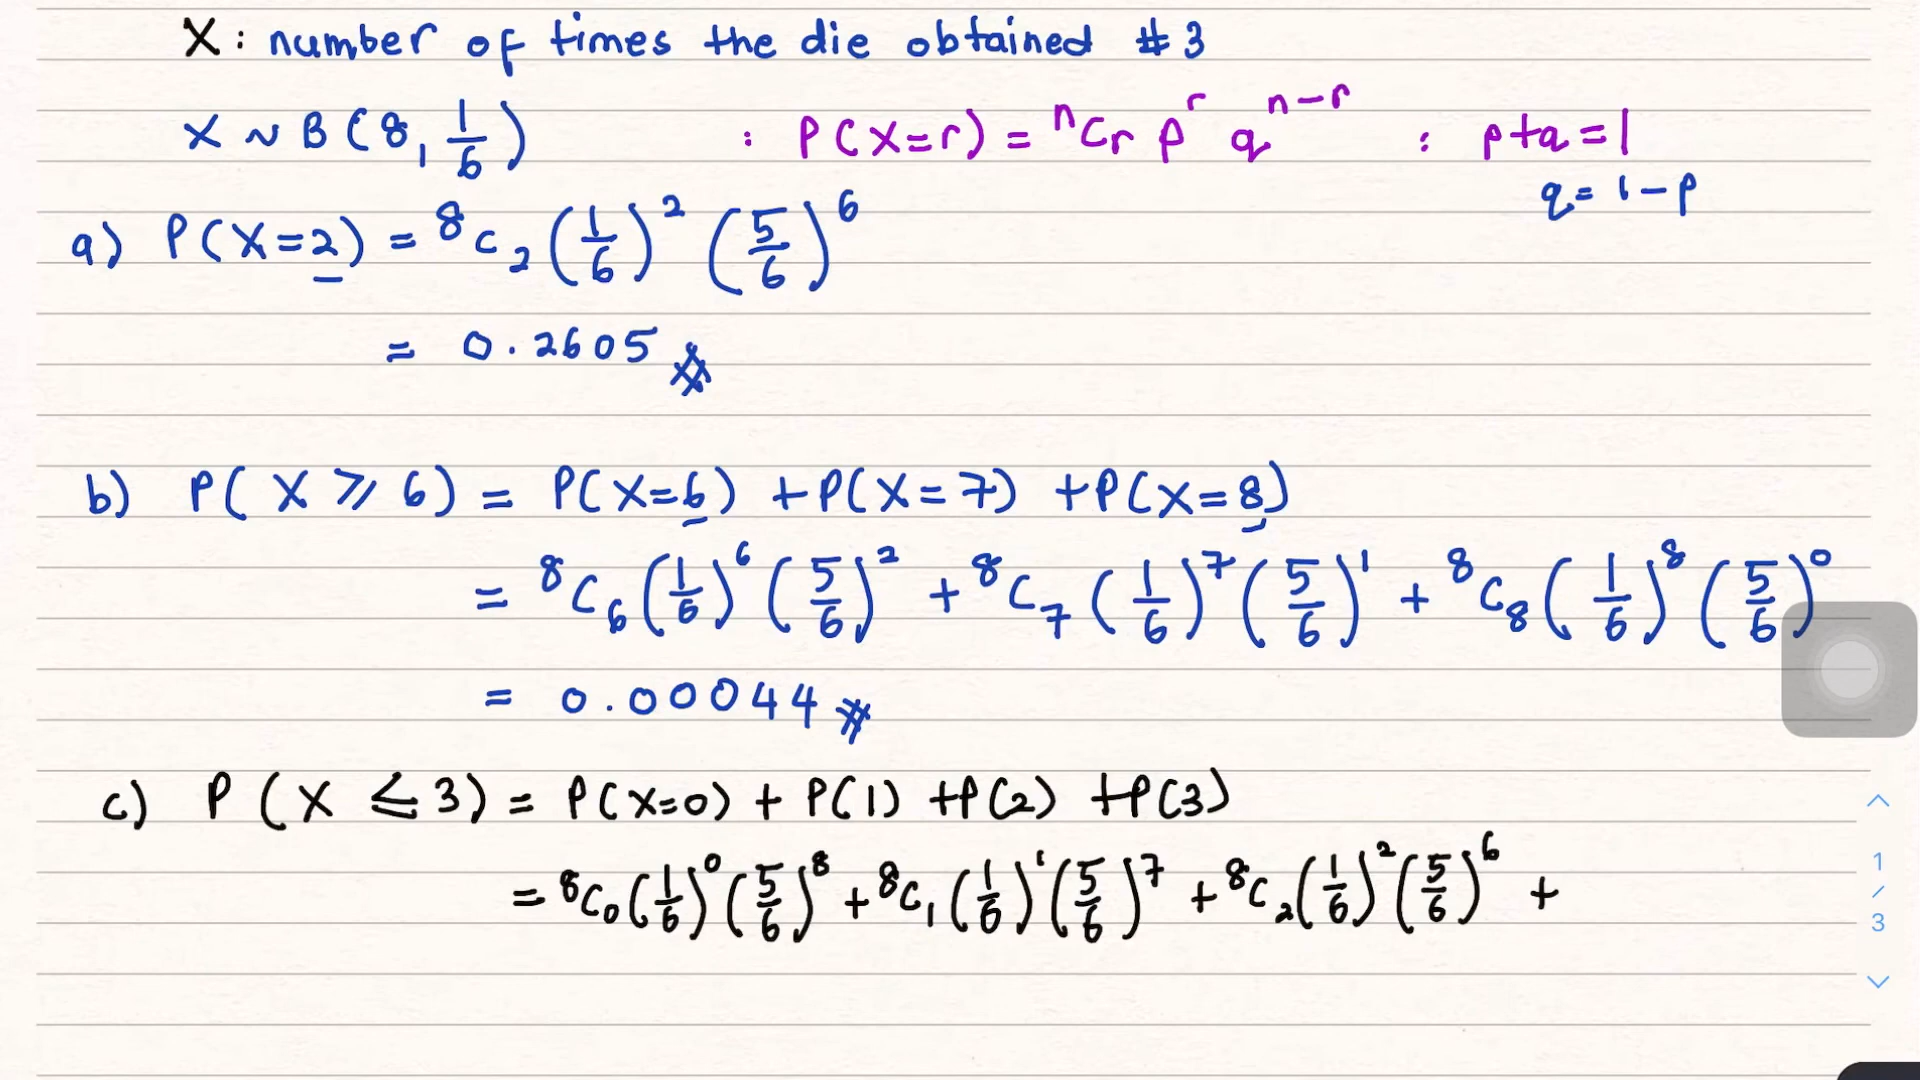 X : number of times the die obtained #3
X ~ B(8, 1/6) : P(X=r) = ⁿCr pʳ qⁿ⁻ʳ : p+q=1
q= 1-p
a) P(X=2) = ⁸C₂ (1/6)² (5/6)⁶
= 0.2605
b) P( X ≥ 6) = P(X=6) +P(X=7) +P(X=8)
= ⁸C₆(1/6)⁶(5/6)² + ⁸C₇(1/6)⁷(5/6)¹ + ⁸C₈(1/6)⁸(5/6)⁰
= 0.00044
c) P(X ≤ 3) = P(X=0) + P(1) +P(2) +P(3)
= ⁸C₀(1/6)⁰(5/6)⁸ + ⁸C₁(1/6)¹(5/6)⁷ + ⁸C₂(1/6)²(5/6)⁶ +
1
/
3